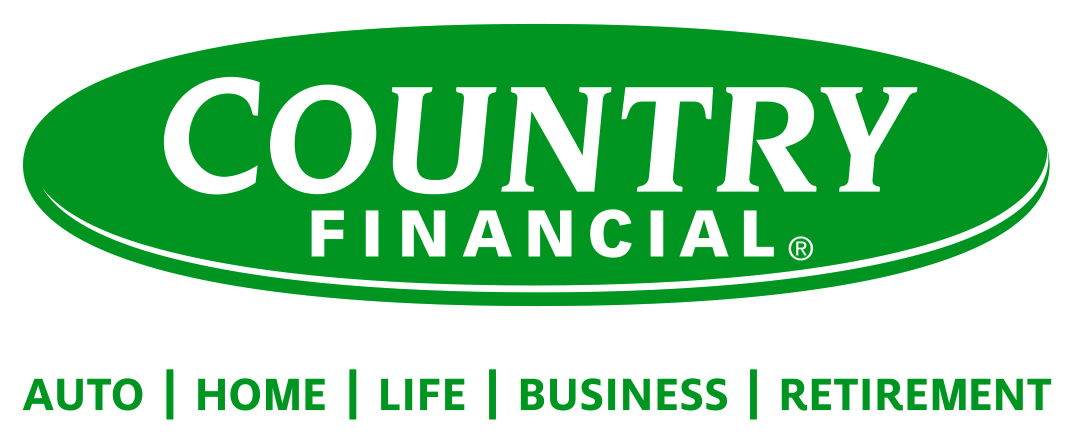 COUNTRY
FINANCIAL®
AUTO | HOME | LIFE | BUSINESS | RETIREMENT